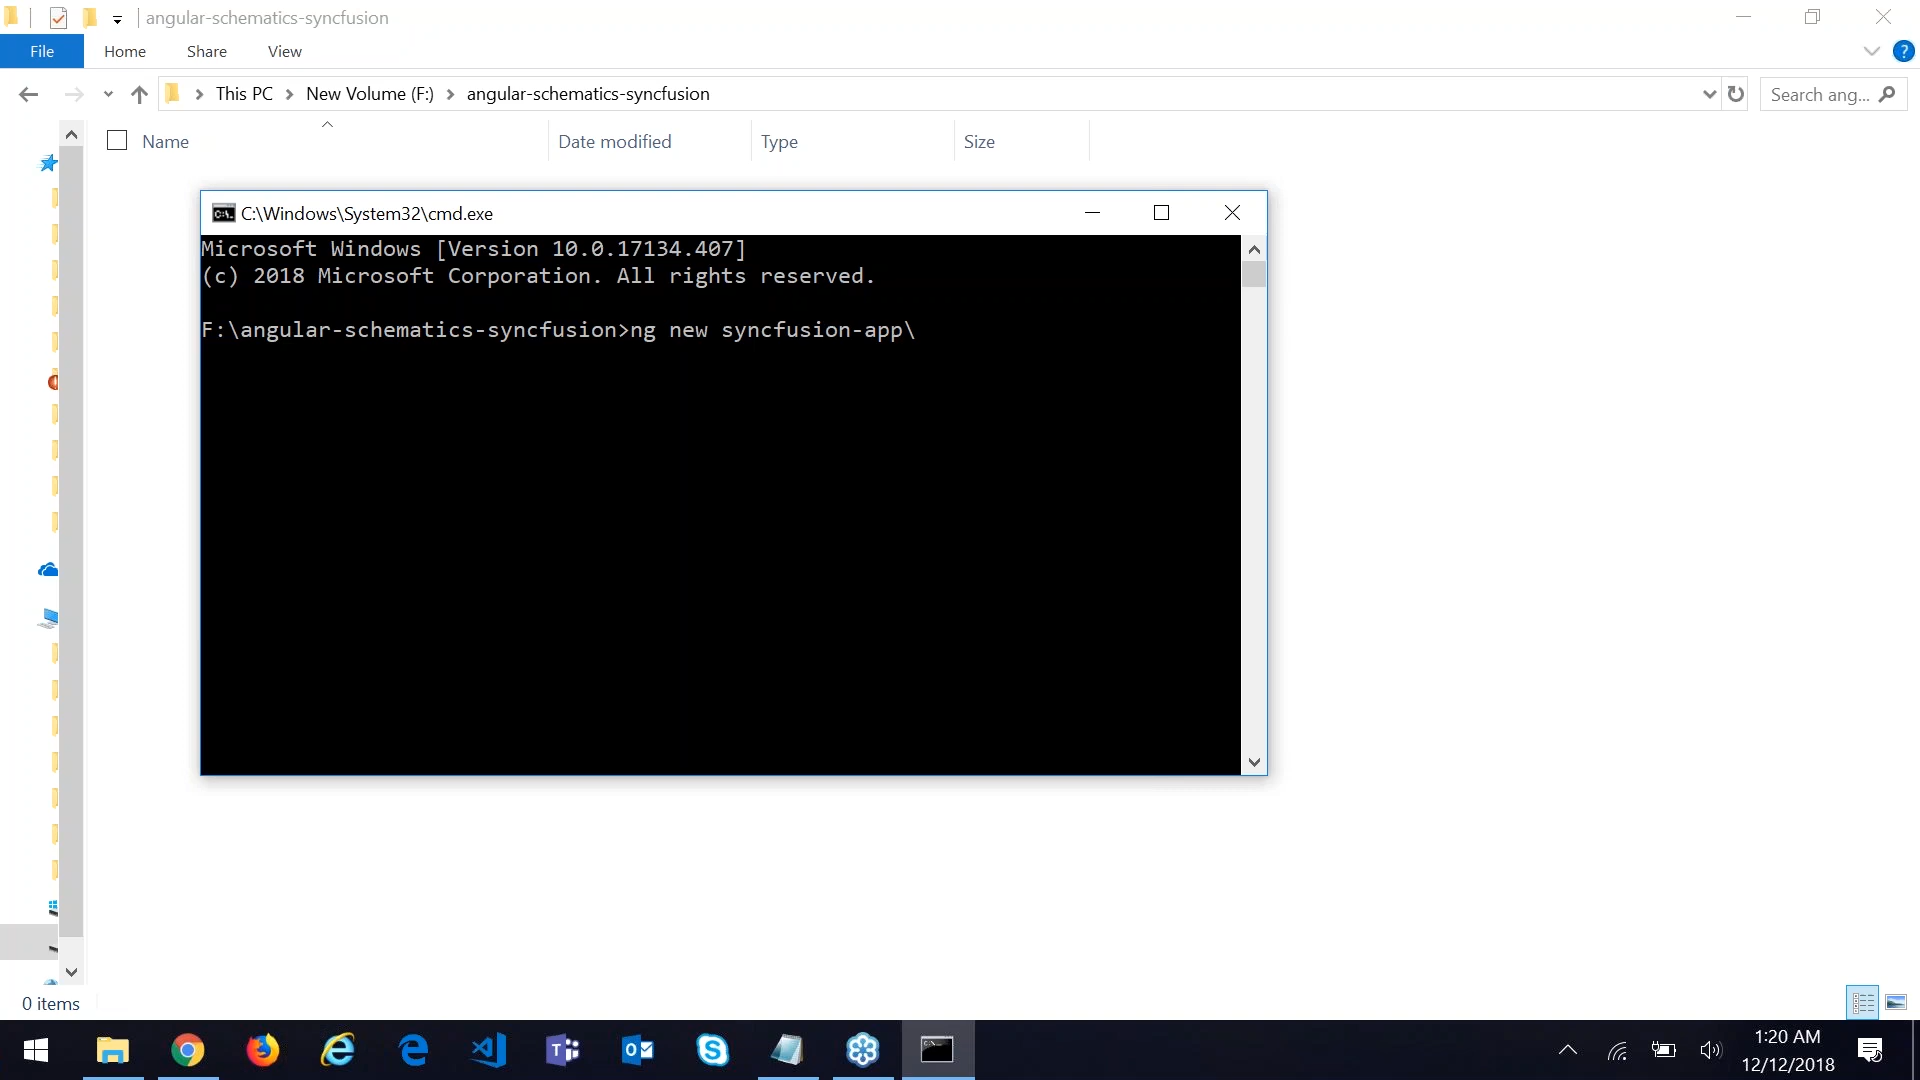 angular-schematics-syncfusion
File Home Share View
This PC New Volume (F:) angular-schematics-syncfusion
Search ang...
Name Date modified Type Size
C:\Windows\System32\cmd.exe
Microsoft Windows [Version 10.0.17134.407]
(c) 2018 Microsoft Corporation. All rights reserved.
F:\angular-schematics-syncfusion>ng new syncfusion-app\
0 items
1:20 AM
12/12/2018